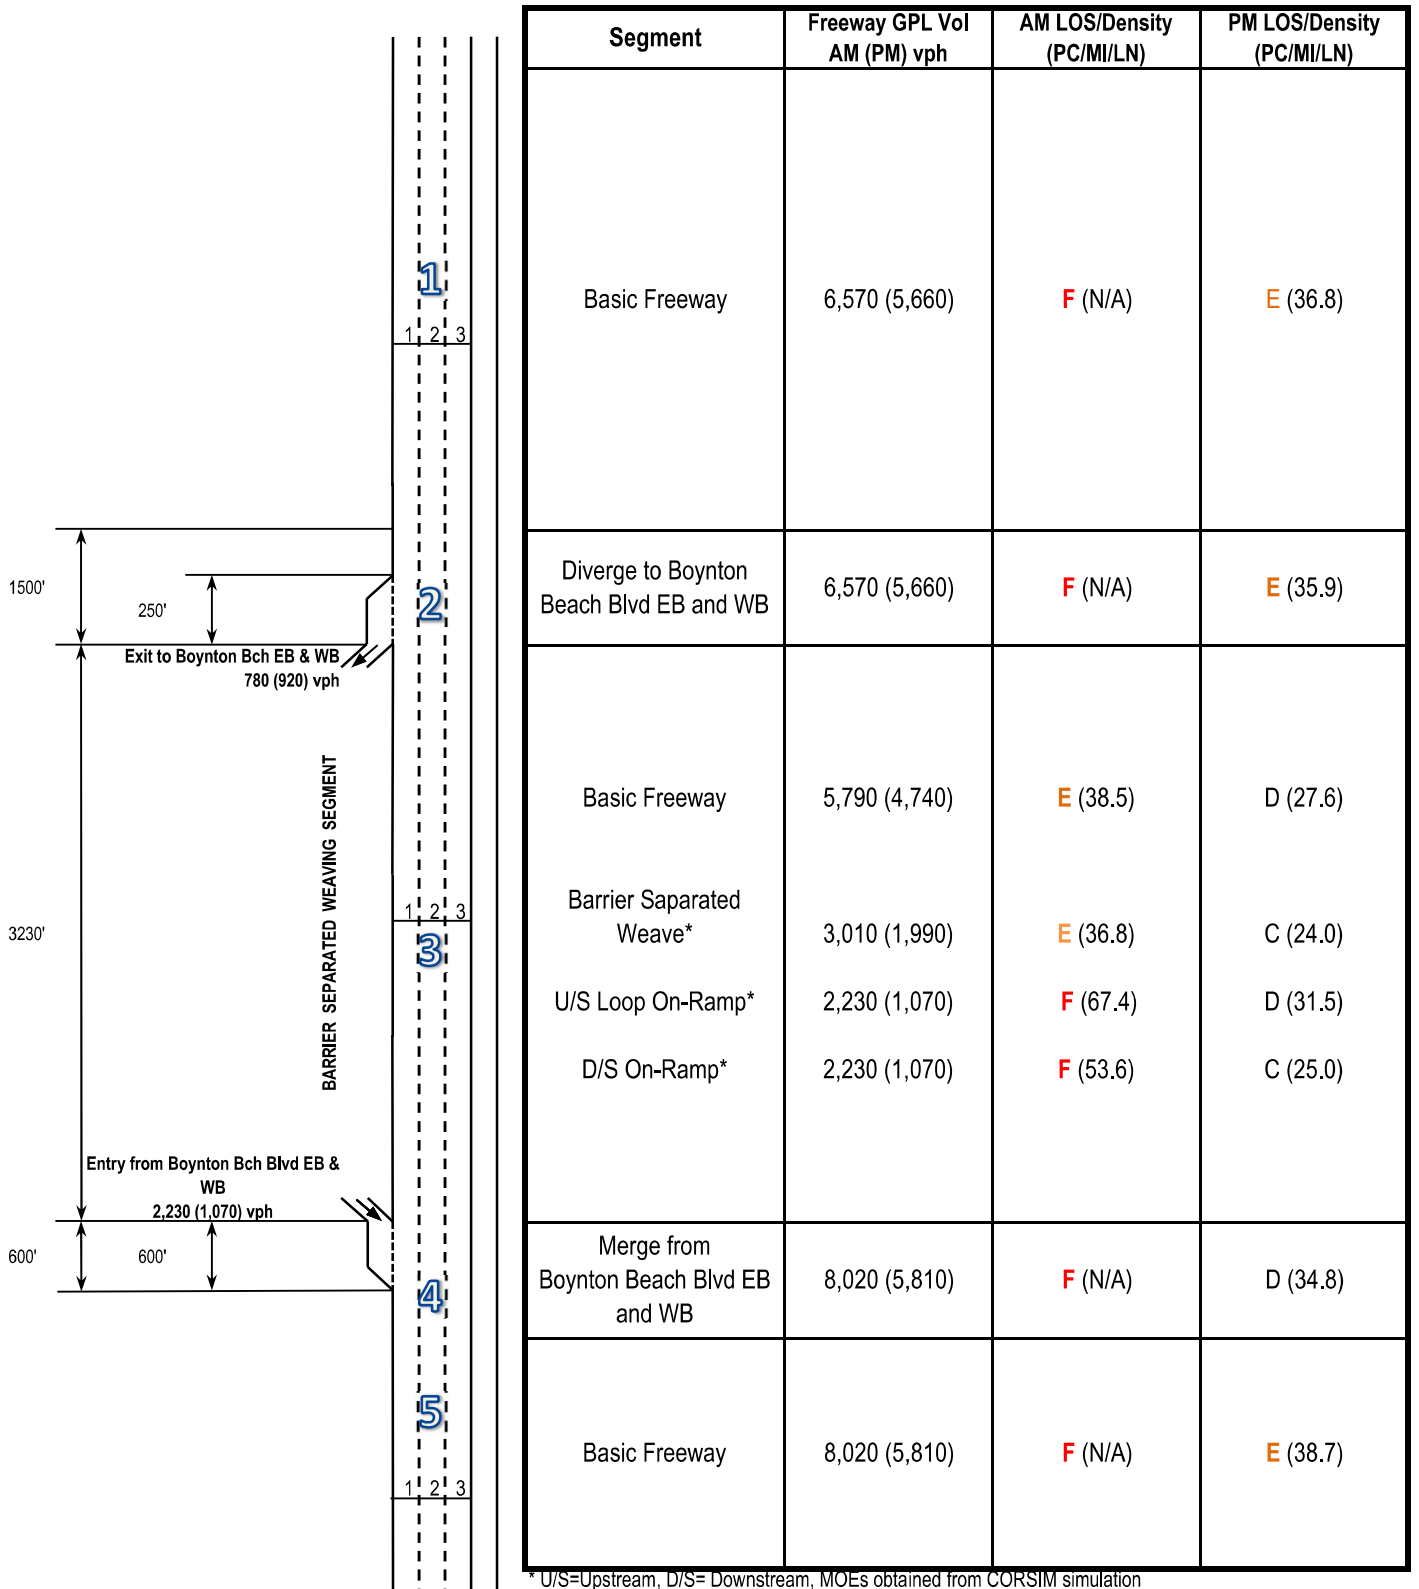 Segment
Freeway GPL Vol
AM (PM) vph
AM LOS/Density
(PC/MI/LN)
PM LOS/Density
(PC/MI/LN)
1
1 2 3
Basic Freeway
6,570 (5,660)
F (N/A)
E (36.8)
1500'
250'
2
Exit to Boynton Bch EB & WB
780 (920) vph
Diverge to Boynton
Beach Blvd EB and WB
6,570 (5,660)
F (N/A)
E (35.9)
3230'
BARRIER SEPARATED WEAVING SEGMENT
1 2 3
3
Basic Freeway
5,790 (4,740)
E (38.5)
D (27.6)
Barrier Saparated
Weave*
3,010 (1,990)
E (36.8)
C (24.0)
U/S Loop On-Ramp*
2,230 (1,070)
F (67.4)
D (31.5)
D/S On-Ramp*
2,230 (1,070)
F (53.6)
C (25.0)
Entry from Boynton Bch Blvd EB &
WB
2,230 (1,070) vph
600'
600'
4
Merge from
Boynton Beach Blvd EB
and WB
8,020 (5,810)
F (N/A)
D (34.8)
5
1 2 3
Basic Freeway
8,020 (5,810)
F (N/A)
E (38.7)
* U/S=Upstream, D/S= Downstream, MOEs obtained from CORSIM simulation